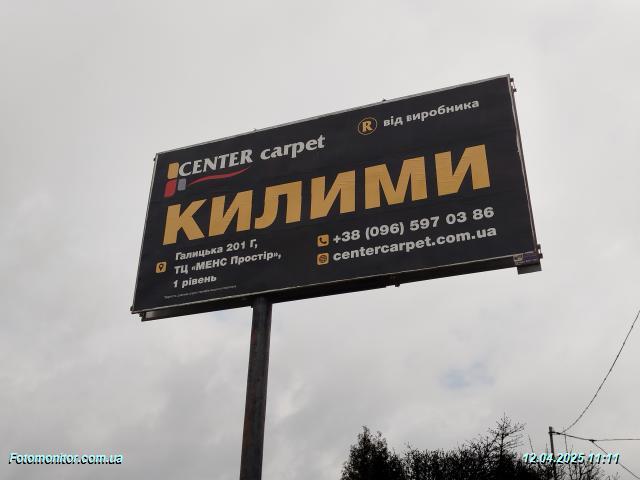 CENTER carpet
R від виробника
КИЛИМИ
Галицька 201 Г,
ТЦ «МЕНС Простір»,
1 рівень
+38 (096) 597 03 86
centercarpet.com.ua
Fotomonitor.com.ua
12.04.2025 11:11